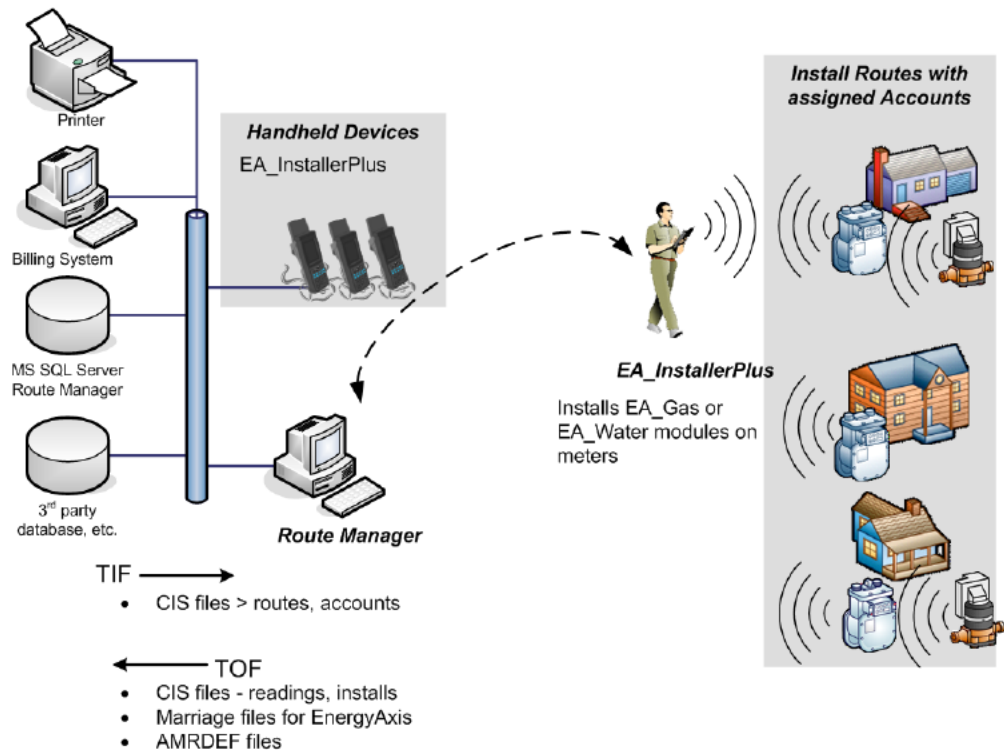 Printer
Billing System
MS SQL Server
Route Manager
3rd party
database, etc.
Handheld Devices
EA_InstallerPlus
Route Manager
EA_InstallerPlus
Installs EA_Gas or
EA_Water modules on
meters
Install Routes with
assigned Accounts
TIF
• CIS files > routes, accounts
TOF
• CIS files - readings, installs
• Marriage files for EnergyAxis
• AMRDEF files